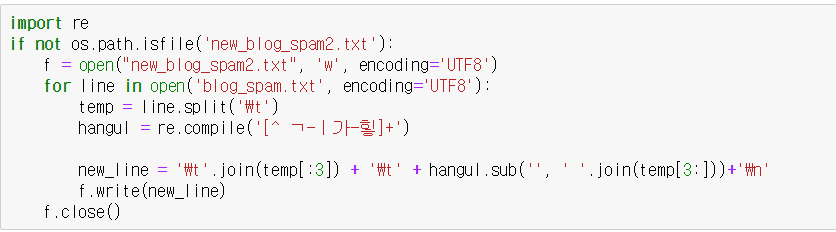 import re
if not os.path.isfile('new_blog_spam2.txt'):
    f = open("new_blog_spam2.txt", 'w', encoding='UTF8')
    for line in open('blog_spam.txt', encoding='UTF8'):
        temp = line.split('₩t')
        hangul = re.compile('[^ ㄱ-ㅣ가-힣]+')

        new_line = '₩t'.join(temp[:3]) + '₩t' + hangul.sub('', ' '.join(temp[3:]))+'₩n'
        f.write(new_line)
    f.close()